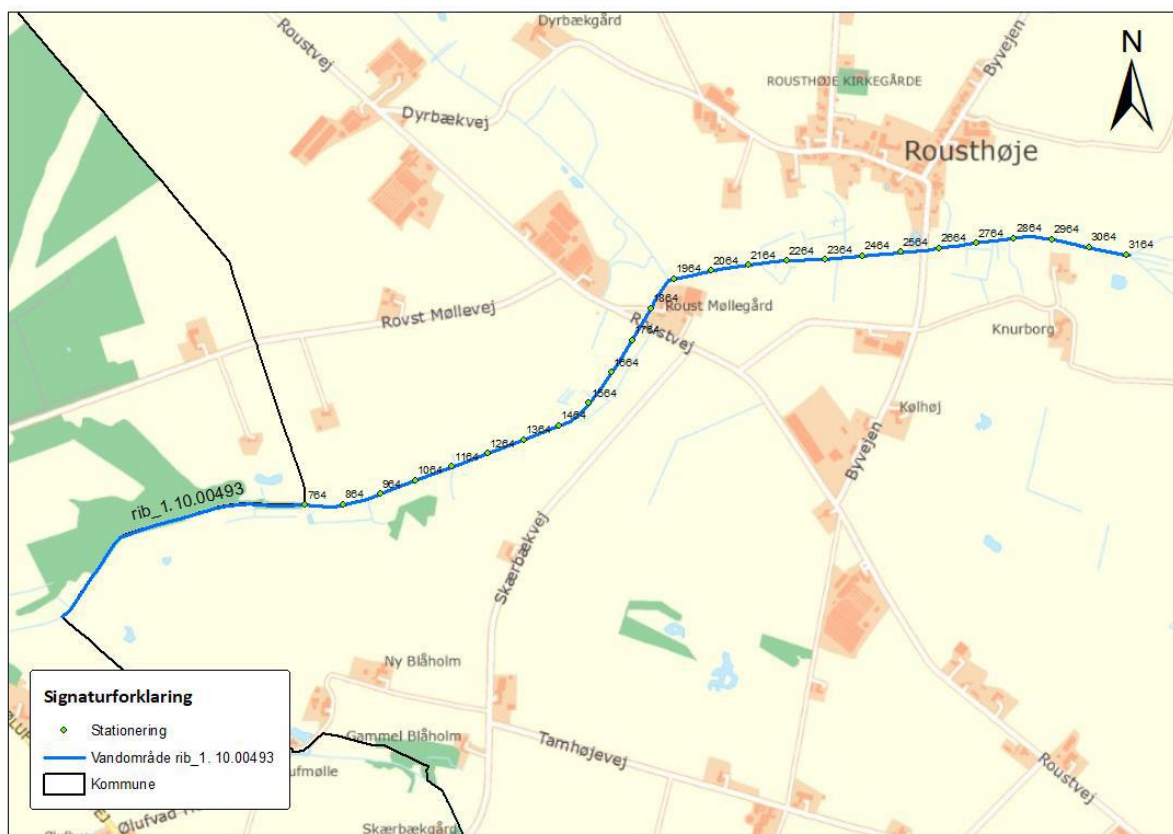 Dyrbækgård
Roustvej
Byvejen
N
ROUSTHØJE KIRKEGÅRDE
Dyrbækvej
Rousthøje
2864
2964
2764
3064
2664
3164
2564
2464
2364
2264
2164
2064
1964
1864
Roust Møllegård
Rovst Møllevej
Roustvej
1764
Knurborg
1664
1564
Kølhøj
1464
1364
1264
Byvejen
1164
1064
964
864
764
rib_1.10.00493
Skærbækvej
Ny Blåholm
Signaturforklaring
Stationering
Gammel Blåholm
Tarnhøjevej
Vandområde rib_1. 10.00493
Roustvej
Kommune
Skærbækgård